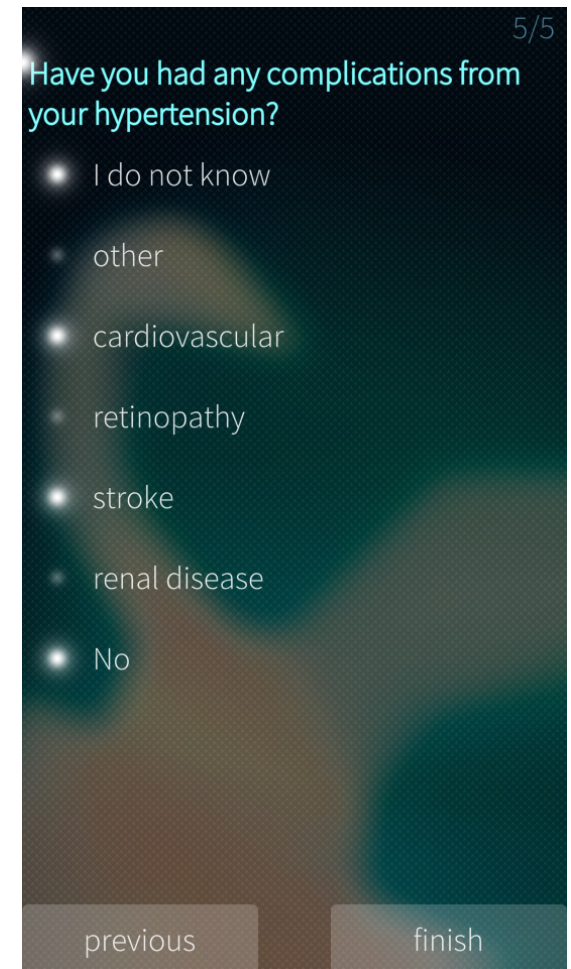 5/5
Have you had any complications from
your hypertension?
I do not know
other
cardiovascular
retinopathy
stroke
renal disease
No
previous
finish